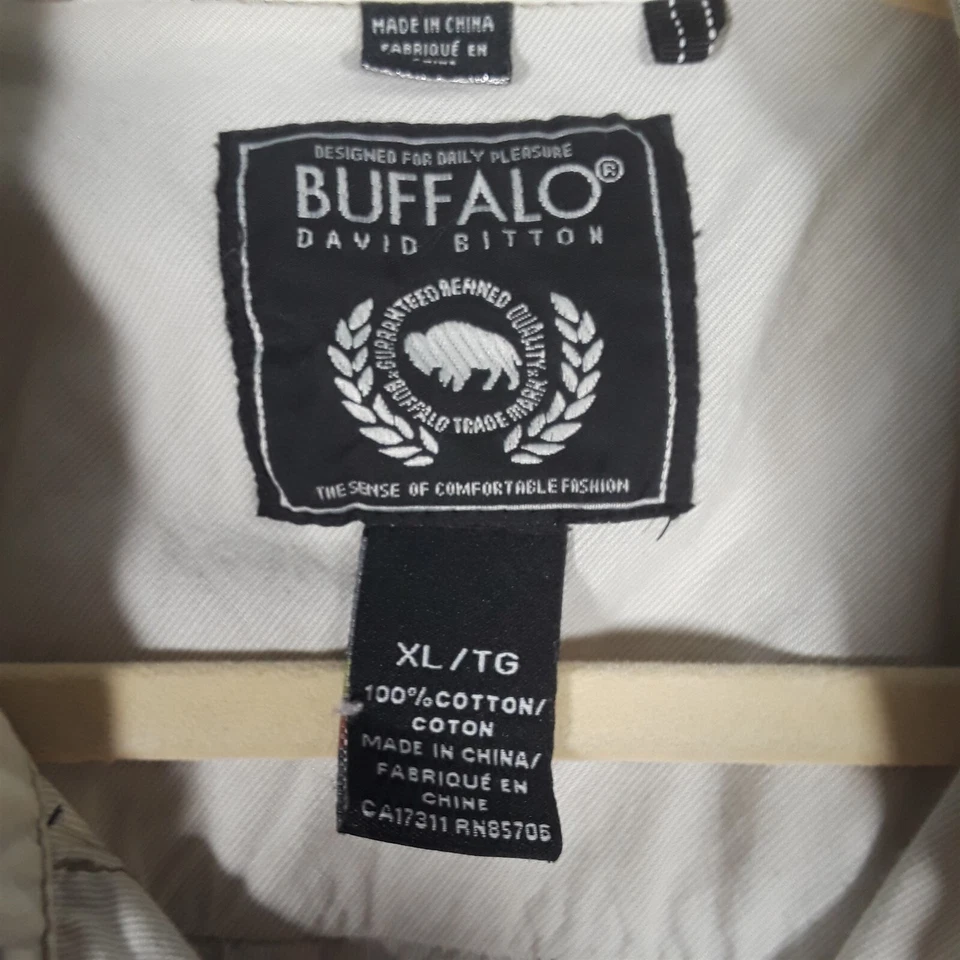 MADE IN CHINA
FABRIQUÉ EN
DESIGNED FOR DAILY PLEASURE
BUFFALO®
DAVID BITTON
GUARANTEED REFINED QUALITY
× BUFFALO TRADE MARK ×
THE SENSE OF COMFORTABLE FASHION
XL/TG
100%COTTON/
COTON
MADE IN CHINA/
FABRIQUÉ EN
CHINE
CA17311 RN85706